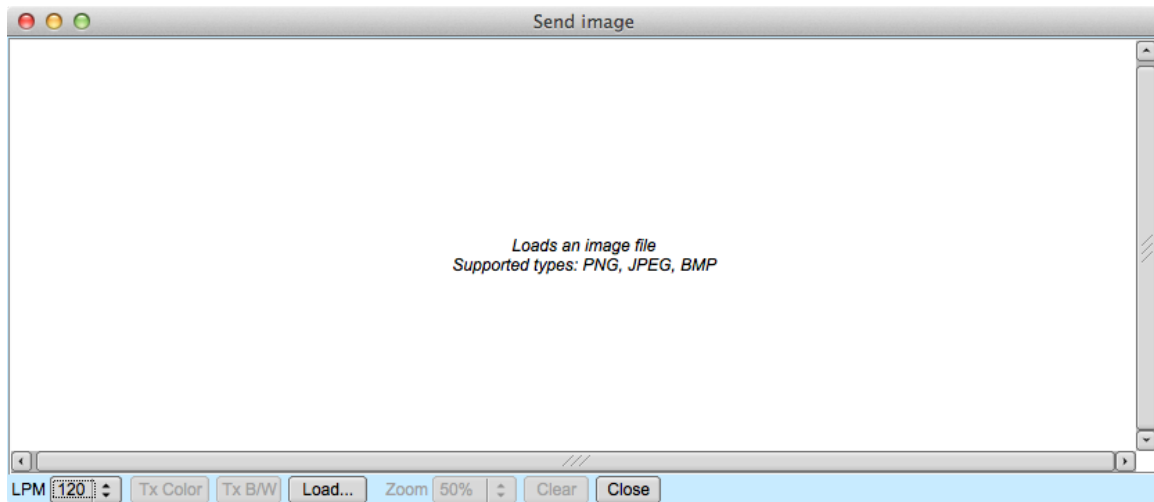 Send image
Loads an image file
Supported types: PNG, JPEG, BMP
LPM 120 Tx Color Tx B/W Load... Zoom 50% Clear Close